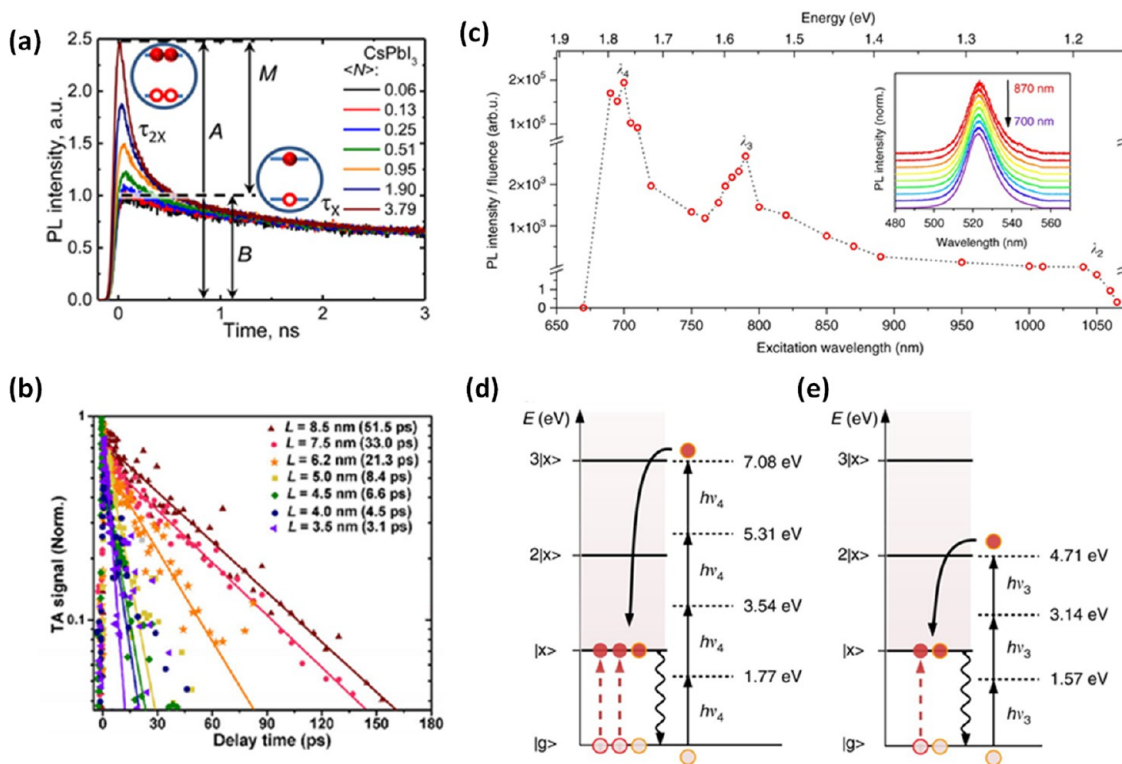 (a)
PL intensity, a.u.
2.5
2.0
1.5
1.0
0.5
0.0
0
1
2
3
Time, ns
τ2X
A
M
B
τX
CsPbI3
<N>:
0.06
0.13
0.25
0.51
0.95
1.90
3.79
(b)
TA signal (Norm.)
1
0.1
0 30 60 90 120 150 180
Delay time (ps)
L = 8.5 nm (51.5 ps)
L = 7.5 nm (33.0 ps)
L = 6.2 nm (21.3 ps)
L = 5.0 nm (8.4 ps)
L = 4.5 nm (6.6 ps)
L = 4.0 nm (4.5 ps)
L = 3.5 nm (3.1 ps)
(c)
Energy (eV)
1.9 1.8 1.7 1.6 1.5 1.4 1.3 1.2
PL intensity / fluence (arb.u.)
2×10⁵
1×10⁵
2×10³
1×10³
1
0
λ4
λ3
λ2
650 700 750 800 850 900 950 1000 1050
Excitation wavelength (nm)
PL intensity (norm.)
870 nm
700 nm
480 500 520 540 560
Wavelength (nm)
(d)
E (eV)
3|x>
2|x>
|x>
|g>
7.08 eV
hν4
5.31 eV
hν4
3.54 eV
hν4
1.77 eV
hν4
(e)
E (eV)
3|x>
2|x>
|x>
|g>
4.71 eV
hν3
3.14 eV
hν3
1.57 eV
hν3